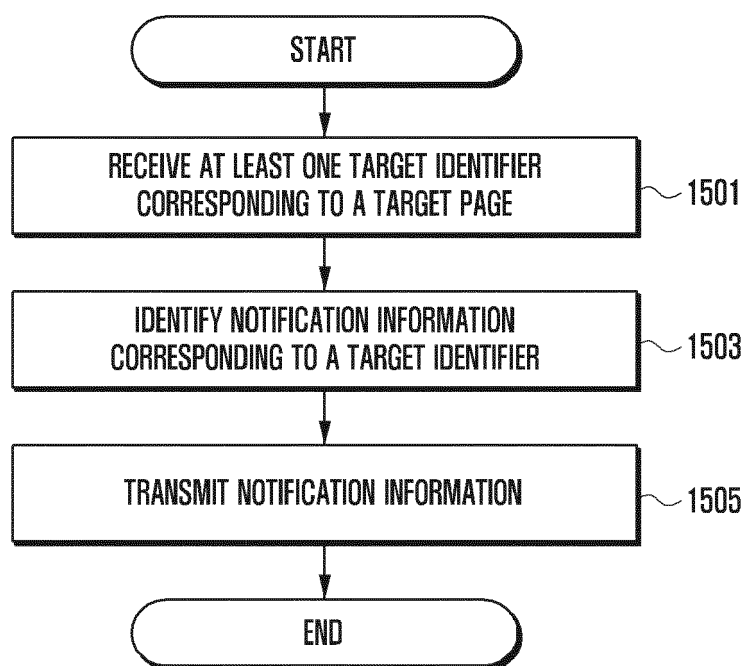 START
RECEIVE AT LEAST ONE TARGET IDENTIFIER
CORRESPONDING TO A TARGET PAGE
1501
IDENTIFY NOTIFICATION INFORMATION
CORRESPONDING TO A TARGET IDENTIFIER
1503
TRANSMIT NOTIFICATION INFORMATION
1505
END